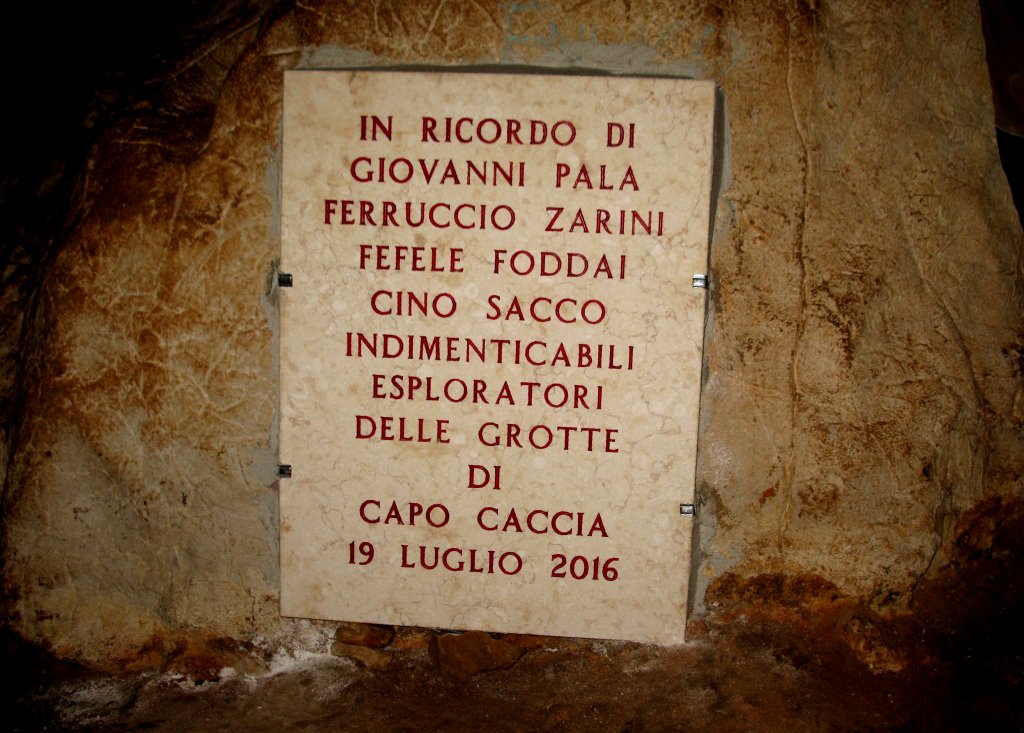 IN RICORDO DI
GIOVANNI PALA
FERRUCCIO ZARINI
FEFELE FODDAI
CINO SACCO
INDIMENTICABILI
ESPLORATORI
DELLE GROTTE
DI
CAPO CACCIA
19 LUGLIO 2016